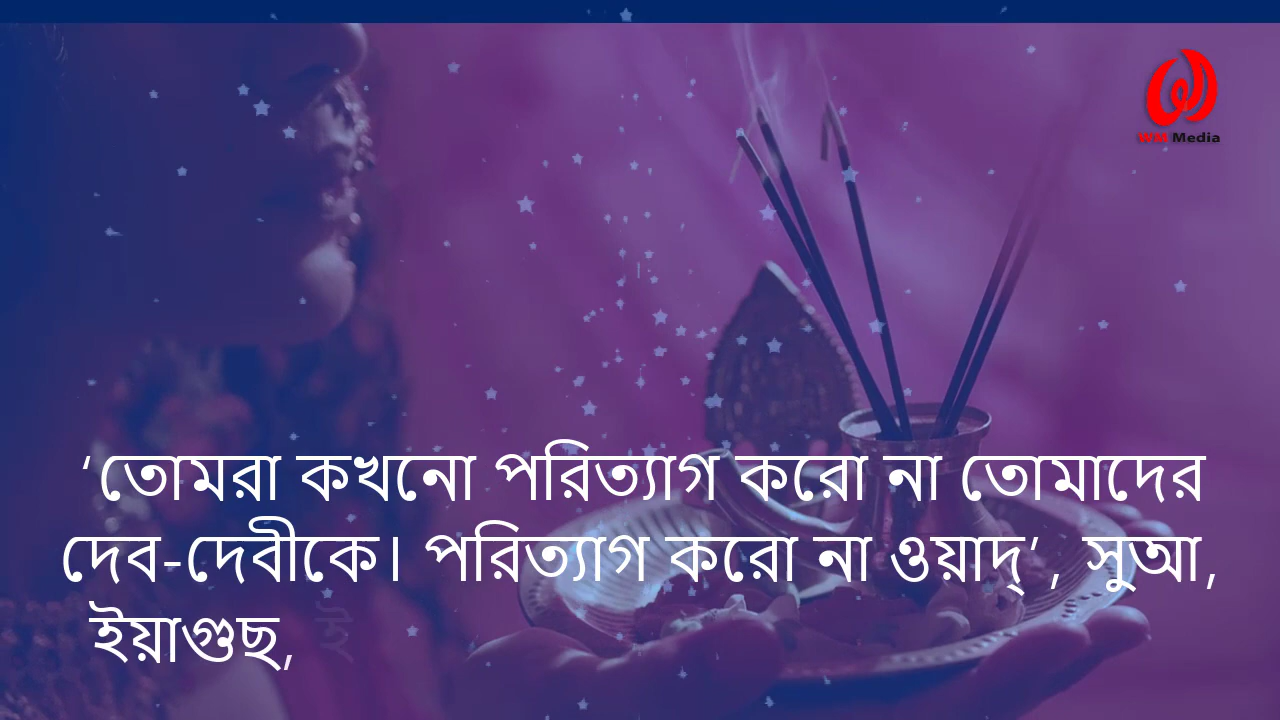 WM Media
‘তোমরা কখনো পরিত্যাগ করো না তোমাদের
দেব-দেবীকে। পরিত্যাগ করো না ওয়াদ্’, সুআ,
ইয়াগুছ, ই